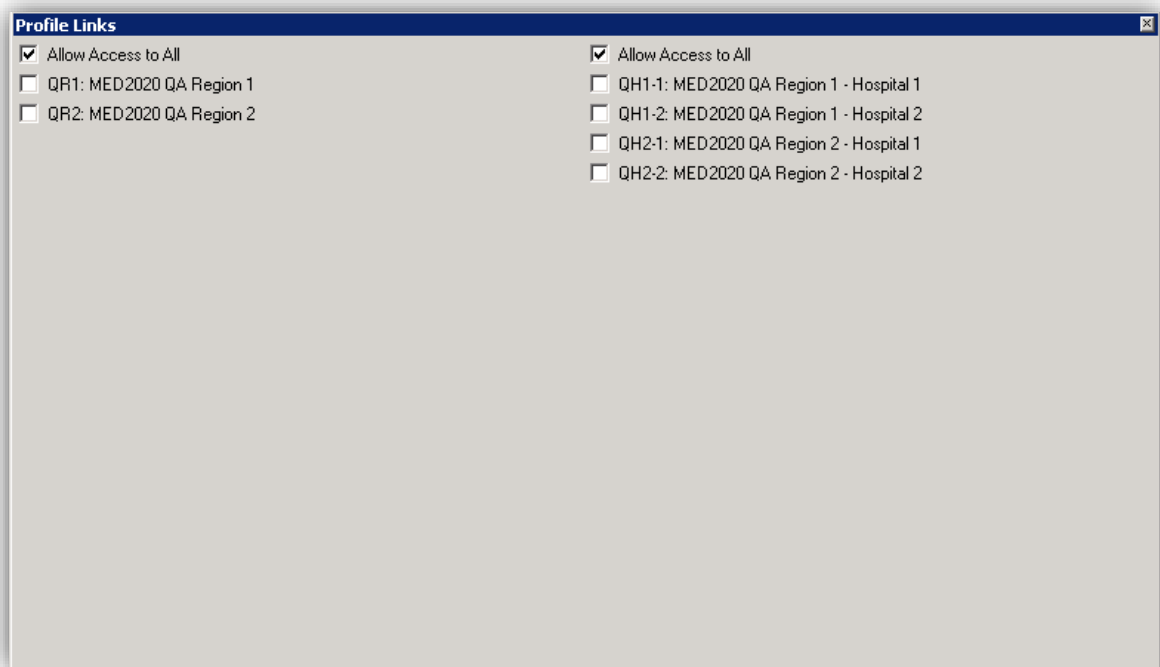 Profile Links
Allow Access to All
QR1: MED2020 QA Region 1
QR2: MED2020 QA Region 2
Allow Access to All
QH1-1: MED2020 QA Region 1 - Hospital 1
QH1-2: MED2020 QA Region 1 - Hospital 2
QH2-1: MED2020 QA Region 2 - Hospital 1
QH2-2: MED2020 QA Region 2 - Hospital 2